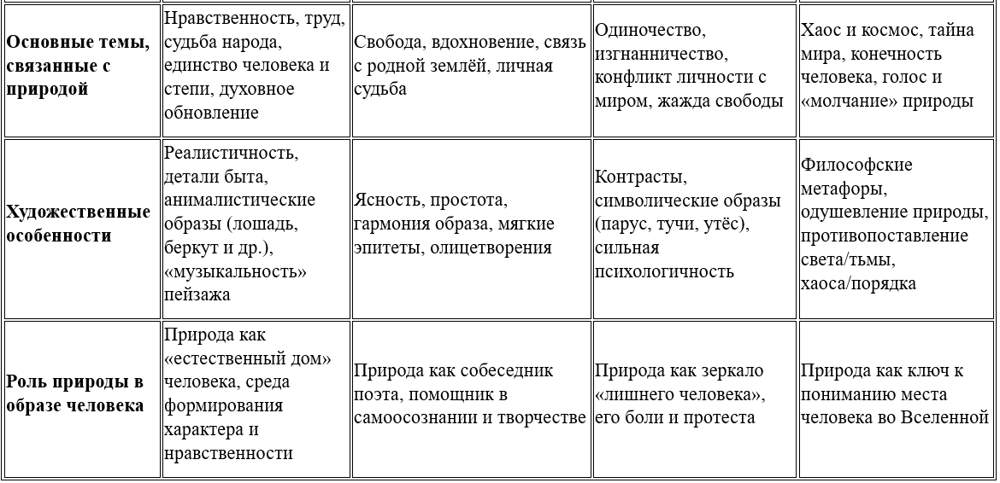 Основные темы,
связанные с
природой
Нравственность, труд,
судьба народа,
единство человека и
степи, духовное
обновление
Свобода, вдохновение, связь
с родной землёй, личная
судьба
Одиночество,
изгнанничество,
конфликт личности с
миром, жажда свободы
Хаос и космос, тайна
мира, конечность
человека, голос и
«молчание» природы
Художественные
особенности
Реалистичность,
детали быта,
анималистические
образы (лошадь,
беркут и др.),
«музыкальность»
пейзажа
Ясность, простота,
гармония образа, мягкие
эпитеты, олицетворения
Контрасты,
символические образы
(парус, тучи, утёс),
сильная
психологичность
Философские
метафоры,
одушевление природы,
противопоставление
света/тьмы,
хаоса/порядка
Роль природы в
образе человека
Природа как
«естественный дом»
человека, среда
формирования
характера и
нравственности
Природа как собеседник
поэта, помощник в
самоосознании и творчестве
Природа как зеркало
«лишнего человека»,
его боли и протеста
Природа как ключ к
пониманию места
человека во Вселенной